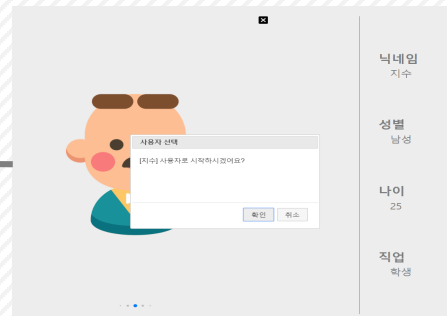 닉네임
지수
성별
남성
나이
25
직업
학생
사용자 선택
[지수] 사용자로 시작하시겠어요?
확인
취소